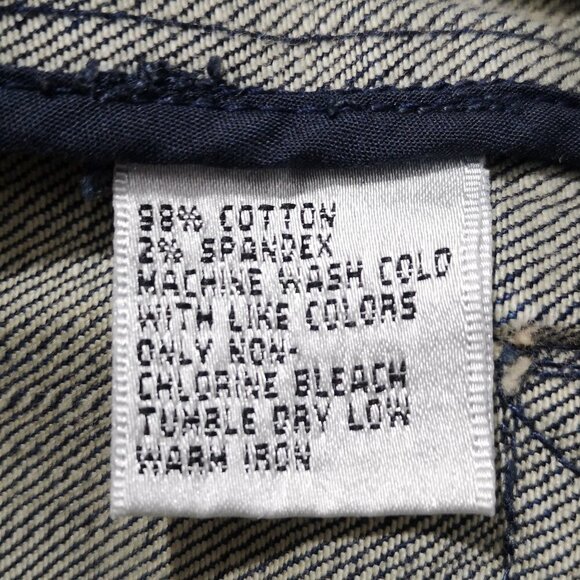 98% COTTON
2% SPANDEX
MACHINE WASH COLD
WITH LIKE COLORS
ONLY NON-
CHLORINE BLEACH
TUMBLE DRY LOW
WARM IRON